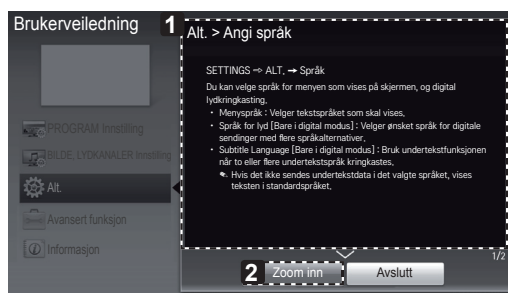 Brukerveiledning
1
Alt. > Angi språk
SETTINGS ⇨ ALT. ➙ Språk
Du kan velge språk for menyen som vises på skjermen, og digital
lydkringkasting.
• Menyspråk : Velger tekstspråket som skal vises.
• Språk for lyd [Bare i digital modus] : Velger ønsket språk for digitale
sendinger med flere språkalternativer.
• Subtitle Language [Bare i digital modus] : Bruk undertekstfunksjonen
når to eller flere undertekstspråk kringkastes.
✎ Hvis det ikke sendes undertekstdata i det valgte språket, vises
teksten i standardspråket.
PROGRAM Innstilling
BILDE, LYDKANALER Innstilling
Alt.
Avansert funksjon
Informasjon
1/2
2
Zoom inn
Avslutt